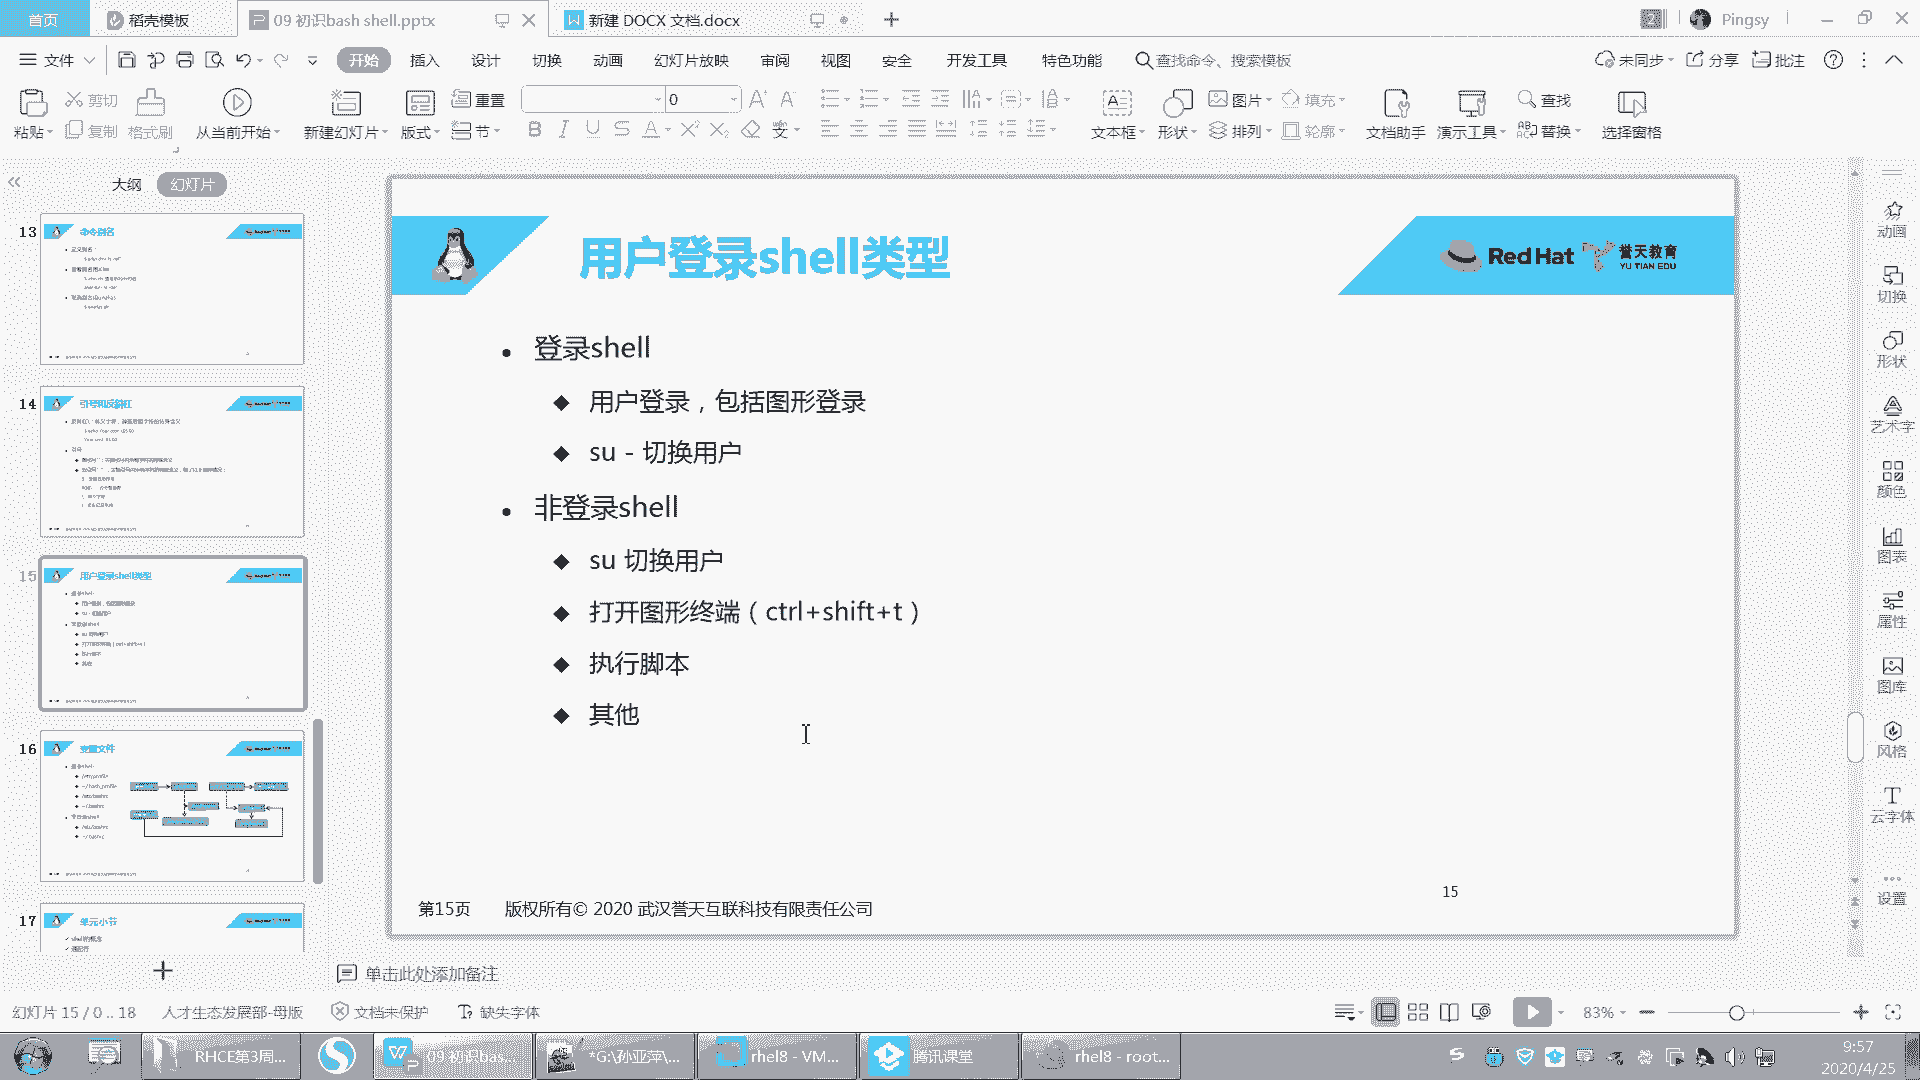 首页
稻壳模板
09 初识bash shell.pptx
新建 DOCX 文档.docx
Pingsy
文件
开始
插入
设计
切换
动画
幻灯片放映
审阅
视图
安全
开发工具
特色功能
查找命令、搜索模板
未同步
分享
批注
粘贴
剪切
复制
格式刷
从当前开始
新建幻灯片
版式
重置
节
0
文本框
形状
图片
排列
填充
轮廓
文档助手
演示工具
查找
替换
选择窗格
大纲
幻灯片
13
命令别名
14
引号和反斜杠
15
用户登录shell类型
16
变量文件
17
单元小节
用户登录shell类型
Red Hat
誉天教育
YU TIAN EDU
登录shell
用户登录，包括图形登录
su - 切换用户
非登录shell
su 切换用户
打开图形终端（ctrl+shift+t）
执行脚本
其他
15
第15页
版权所有© 2020 武汉誉天互联科技有限责任公司
动画
切换
形状
艺术字
颜色
图表
属性
图库
风格
云字体
设置
单击此处添加备注
幻灯片 15 / 0 .. 18
人才生态发展部-母版
文档未保护
缺失字体
83%
RHCE第3周...
09 初识bas...
*G:\孙亚萍\...
rhel8 - VM...
腾讯课堂
rhel8 - root...
9:57
2020/4/25